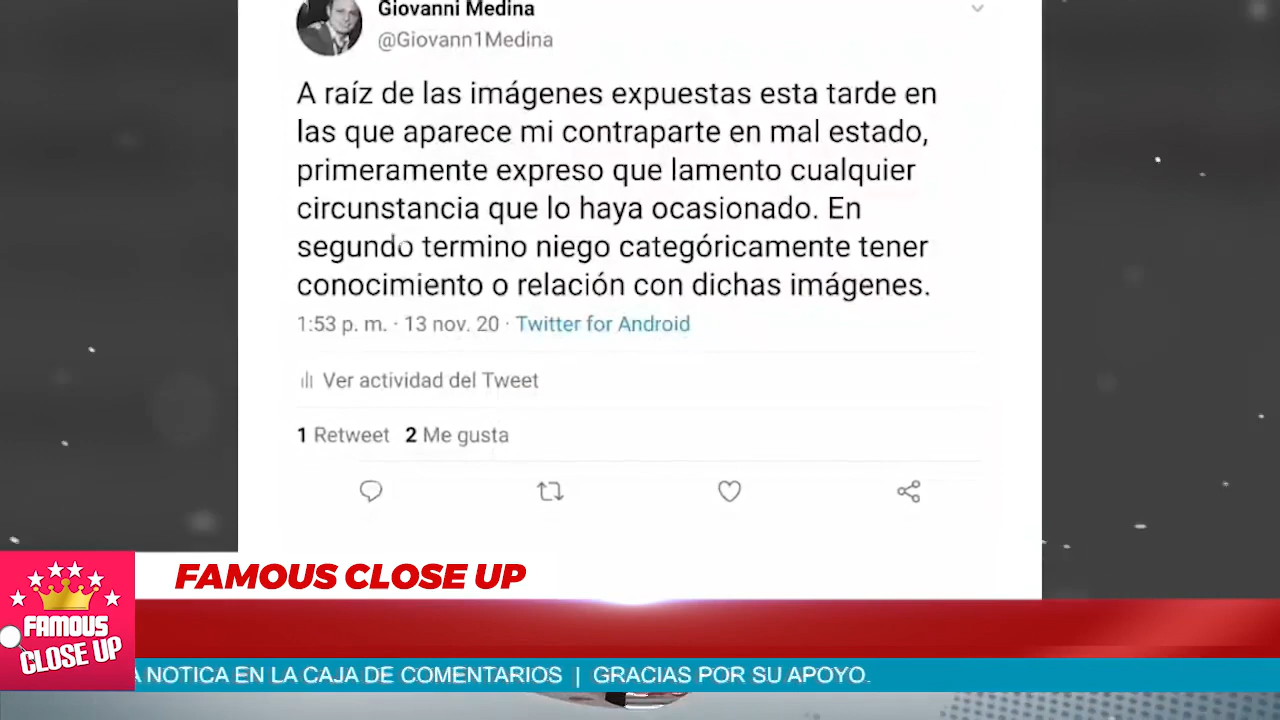 Giovanni Medina
@Giovann1Medina
A raíz de las imágenes expuestas esta tarde en
las que aparece mi contraparte en mal estado,
primeramente expreso que lamento cualquier
circunstancia que lo haya ocasionado. En
segundo termino niego categóricamente tener
conocimiento o relación con dichas imágenes.
1:53 p. m. · 13 nov. 20 · Twitter for Android
Ver actividad del Tweet
1 Retweet 2 Me gusta
FAMOUS CLOSE UP
FAMOUS
CLOSE UP
A NOTICA EN LA CAJA DE COMENTARIOS | GRACIAS POR SU APOYO.